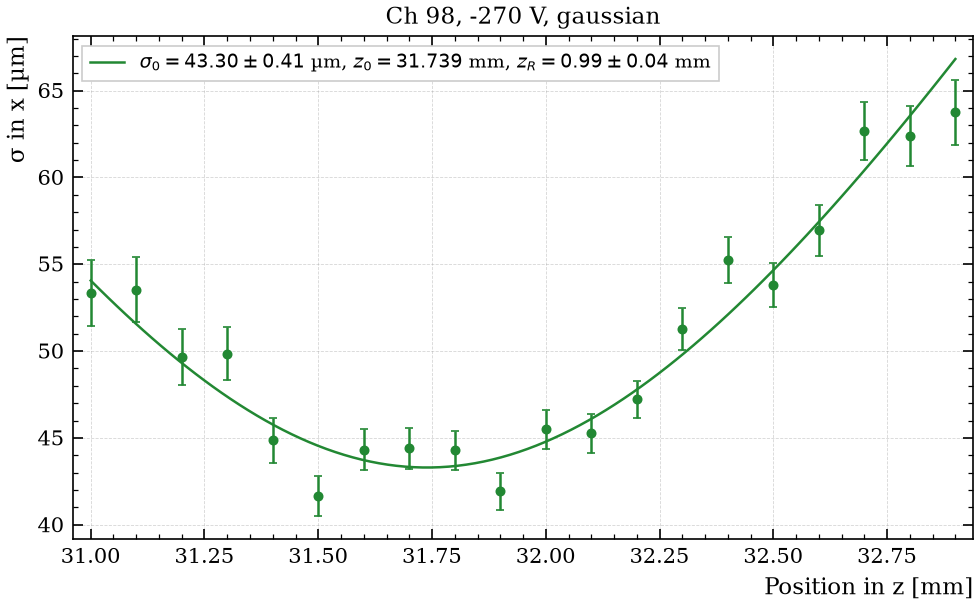 Ch 98, -270 V, gaussian
σ₀ = 43.30 ± 0.41 µm, z₀ = 31.739 mm, z_R = 0.99 ± 0.04 mm
σ in x [µm]
65
60
55
50
45
40
31.00 31.25 31.50 31.75 32.00 32.25 32.50 32.75
Position in z [mm]